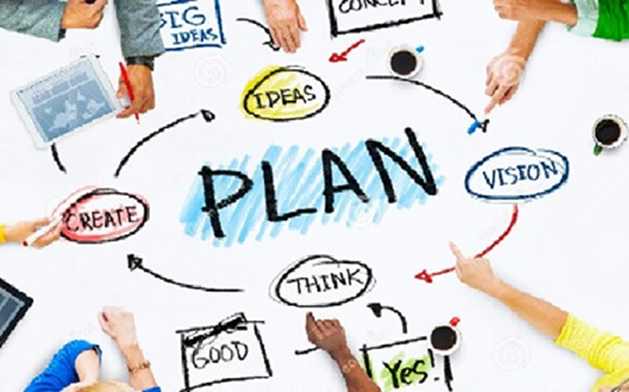 BIG
IDEAS
CONCEPT
IDEAS
PLAN
VISION
CREATE
THINK
GOOD
Yes!